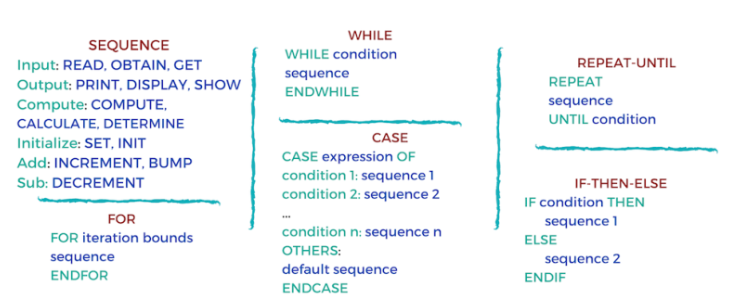 SEQUENCE
Input: READ, OBTAIN, GET
Output: PRINT, DISPLAY, SHOW
Compute: COMPUTE,
CALCULATE, DETERMINE
Initialize: SET, INIT
Add: INCREMENT, BUMP
Sub: DECREMENT
FOR
FOR iteration bounds
sequence
ENDFOR
WHILE
WHILE condition
sequence
ENDWHILE
CASE
CASE expression OF
condition 1: sequence 1
condition 2: sequence 2
...
condition n: sequence n
OTHERS:
default sequence
ENDCASE
REPEAT-UNTIL
REPEAT
sequence
UNTIL condition
IF-THEN-ELSE
IF condition THEN
sequence 1
ELSE
sequence 2
ENDIF